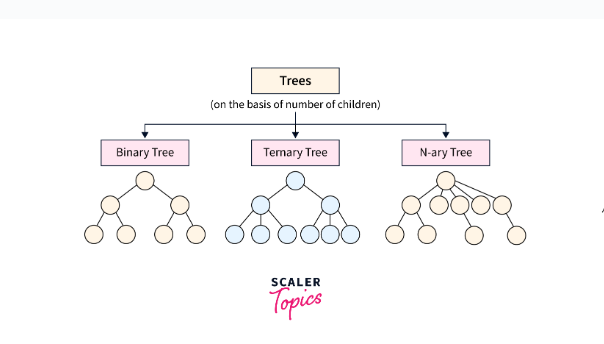 Trees
(on the basis of number of children)
Binary Tree
Ternary Tree
N-ary Tree
SCALER
Topics